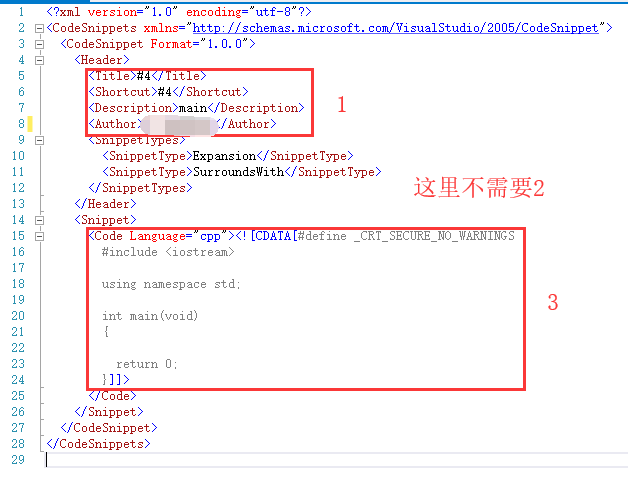 1 <?xml version="1.0" encoding="utf-8"?>
2 <CodeSnippets xmlns="http://schemas.microsoft.com/VisualStudio/2005/CodeSnippet">
3 <CodeSnippet Format="1.0.0">
4 <Header>
5 <Title>#4</Title>
6 <Shortcut>#4</Shortcut>
7 <Description>main</Description>
1
8 <Author></Author>
9 <SnippetTypes>
10 <SnippetType>Expansion</SnippetType>
11 <SnippetType>SurroundsWith</SnippetType>
12 </SnippetTypes>
这里不需要2
13 </Header>
14 <Snippet>
15 <Code Language="cpp"><![CDATA[#define _CRT_SECURE_NO_WARNINGS
16 #include <iostream>
17
18 using namespace std;
19
3
20 int main(void)
21 {
22
23 return 0;
24 }]]>
25 </Code>
26 </Snippet>
27 </CodeSnippet>
28 </CodeSnippets>
29